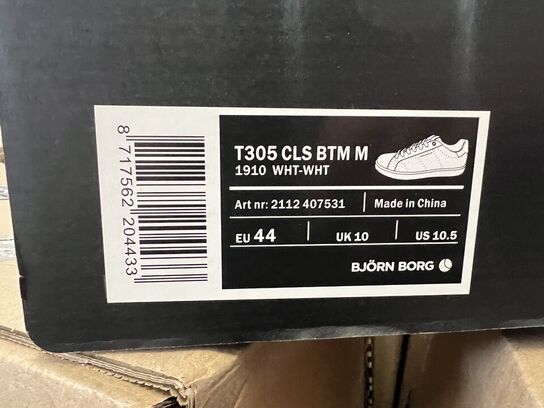 8 717562 204433
T305 CLS BTM M
1910 WHT-WHT
Art nr: 2112 407531 | Made in China
EU 44 | UK 10 | US 10.5
BJÖRN BORG